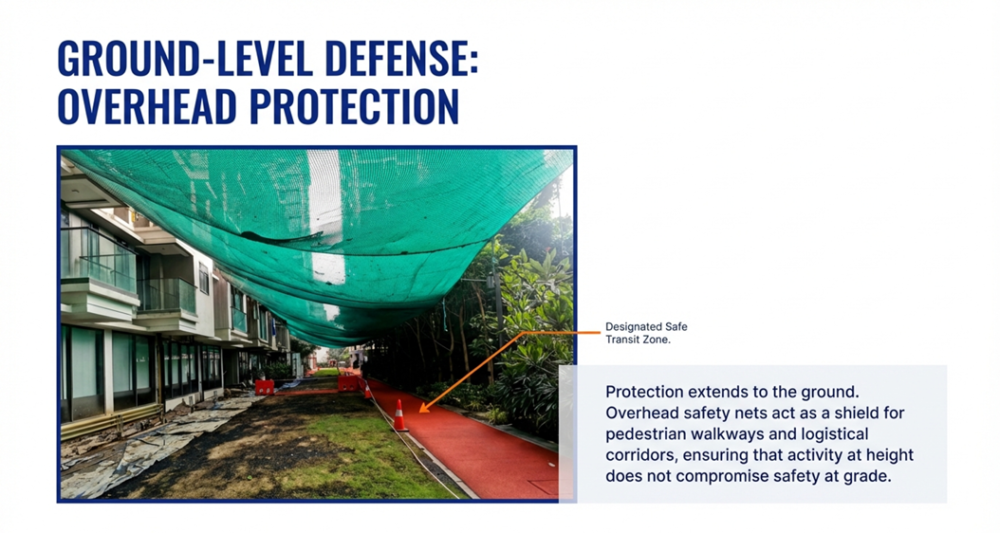 GROUND-LEVEL DEFENSE:
OVERHEAD PROTECTION
Designated Safe
Transit Zone.
Protection extends to the ground.
Overhead safety nets act as a shield for
pedestrian walkways and logistical
corridors, ensuring that activity at height
does not compromise safety at grade.